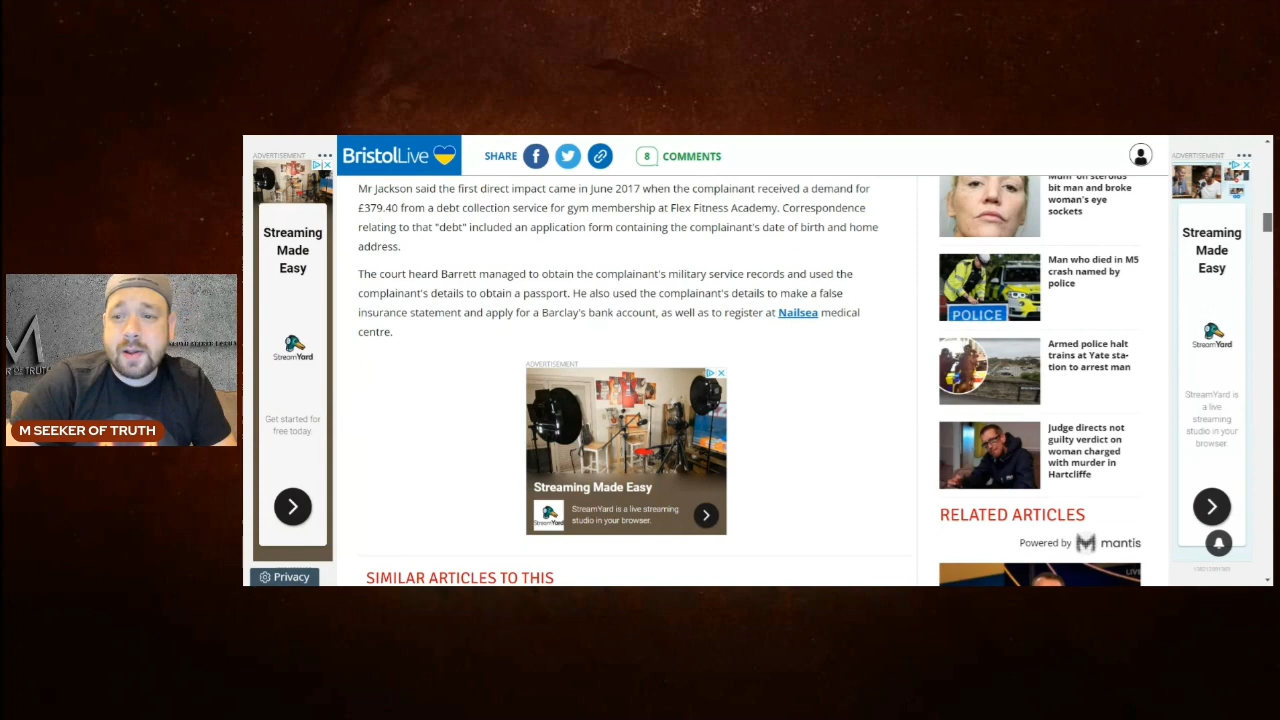 M
OR OF TRUTH
M SEEKER OF TRUTH
ADVERTISEMENT
Streaming
Made
Easy
StreamYard
Get started for
free today.
Privacy
BristolLive
SHARE
8 COMMENTS
Mr Jackson said the first direct impact came in June 2017 when the complainant received a demand for
£379.40 from a debt collection service for gym membership at Flex Fitness Academy. Correspondence
relating to that "debt" included an application form containing the complainant's date of birth and home
address.
The court heard Barrett managed to obtain the complainant's military service records and used the
complainant's details to obtain a passport. He also used the complainant's details to make a false
insurance statement and apply for a Barclay's bank account, as well as to register at Nailsea medical
centre.
ADVERTISEMENT
Streaming Made Easy
StreamYard
StreamYard is a live streaming
studio in your browser.
SIMILAR ARTICLES TO THIS
Mum 'on steroids'
bit man and broke
woman's eye
sockets
Man who died in M5
crash named by
police
POLICE
Armed police halt
trains at Yate sta-
tion to arrest man
Judge directs not
guilty verdict on
woman charged
with murder in
Hartcliffe
RELATED ARTICLES
Powered by mantis
LIVE
ADVERTISEMENT
Streaming
Made
Easy
StreamYard
StreamYard is
a live
streaming
studio in your
browser.